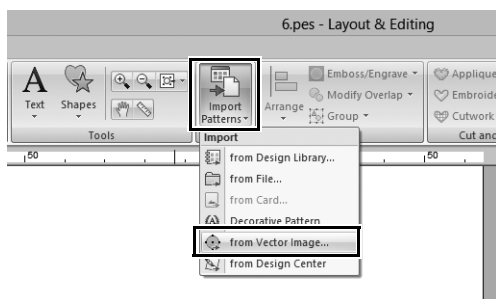 6.pes - Layout & Editing
Text
Shapes
Tools
Import
Patterns
Arrange
Emboss/Engrave
Modify Overlap
Group
Applique
Embroide
Cutwork
Cut and
50
50
Import
from Design Library...
from File...
from Card...
Decorative Pattern
from Vector Image...
from Design Center